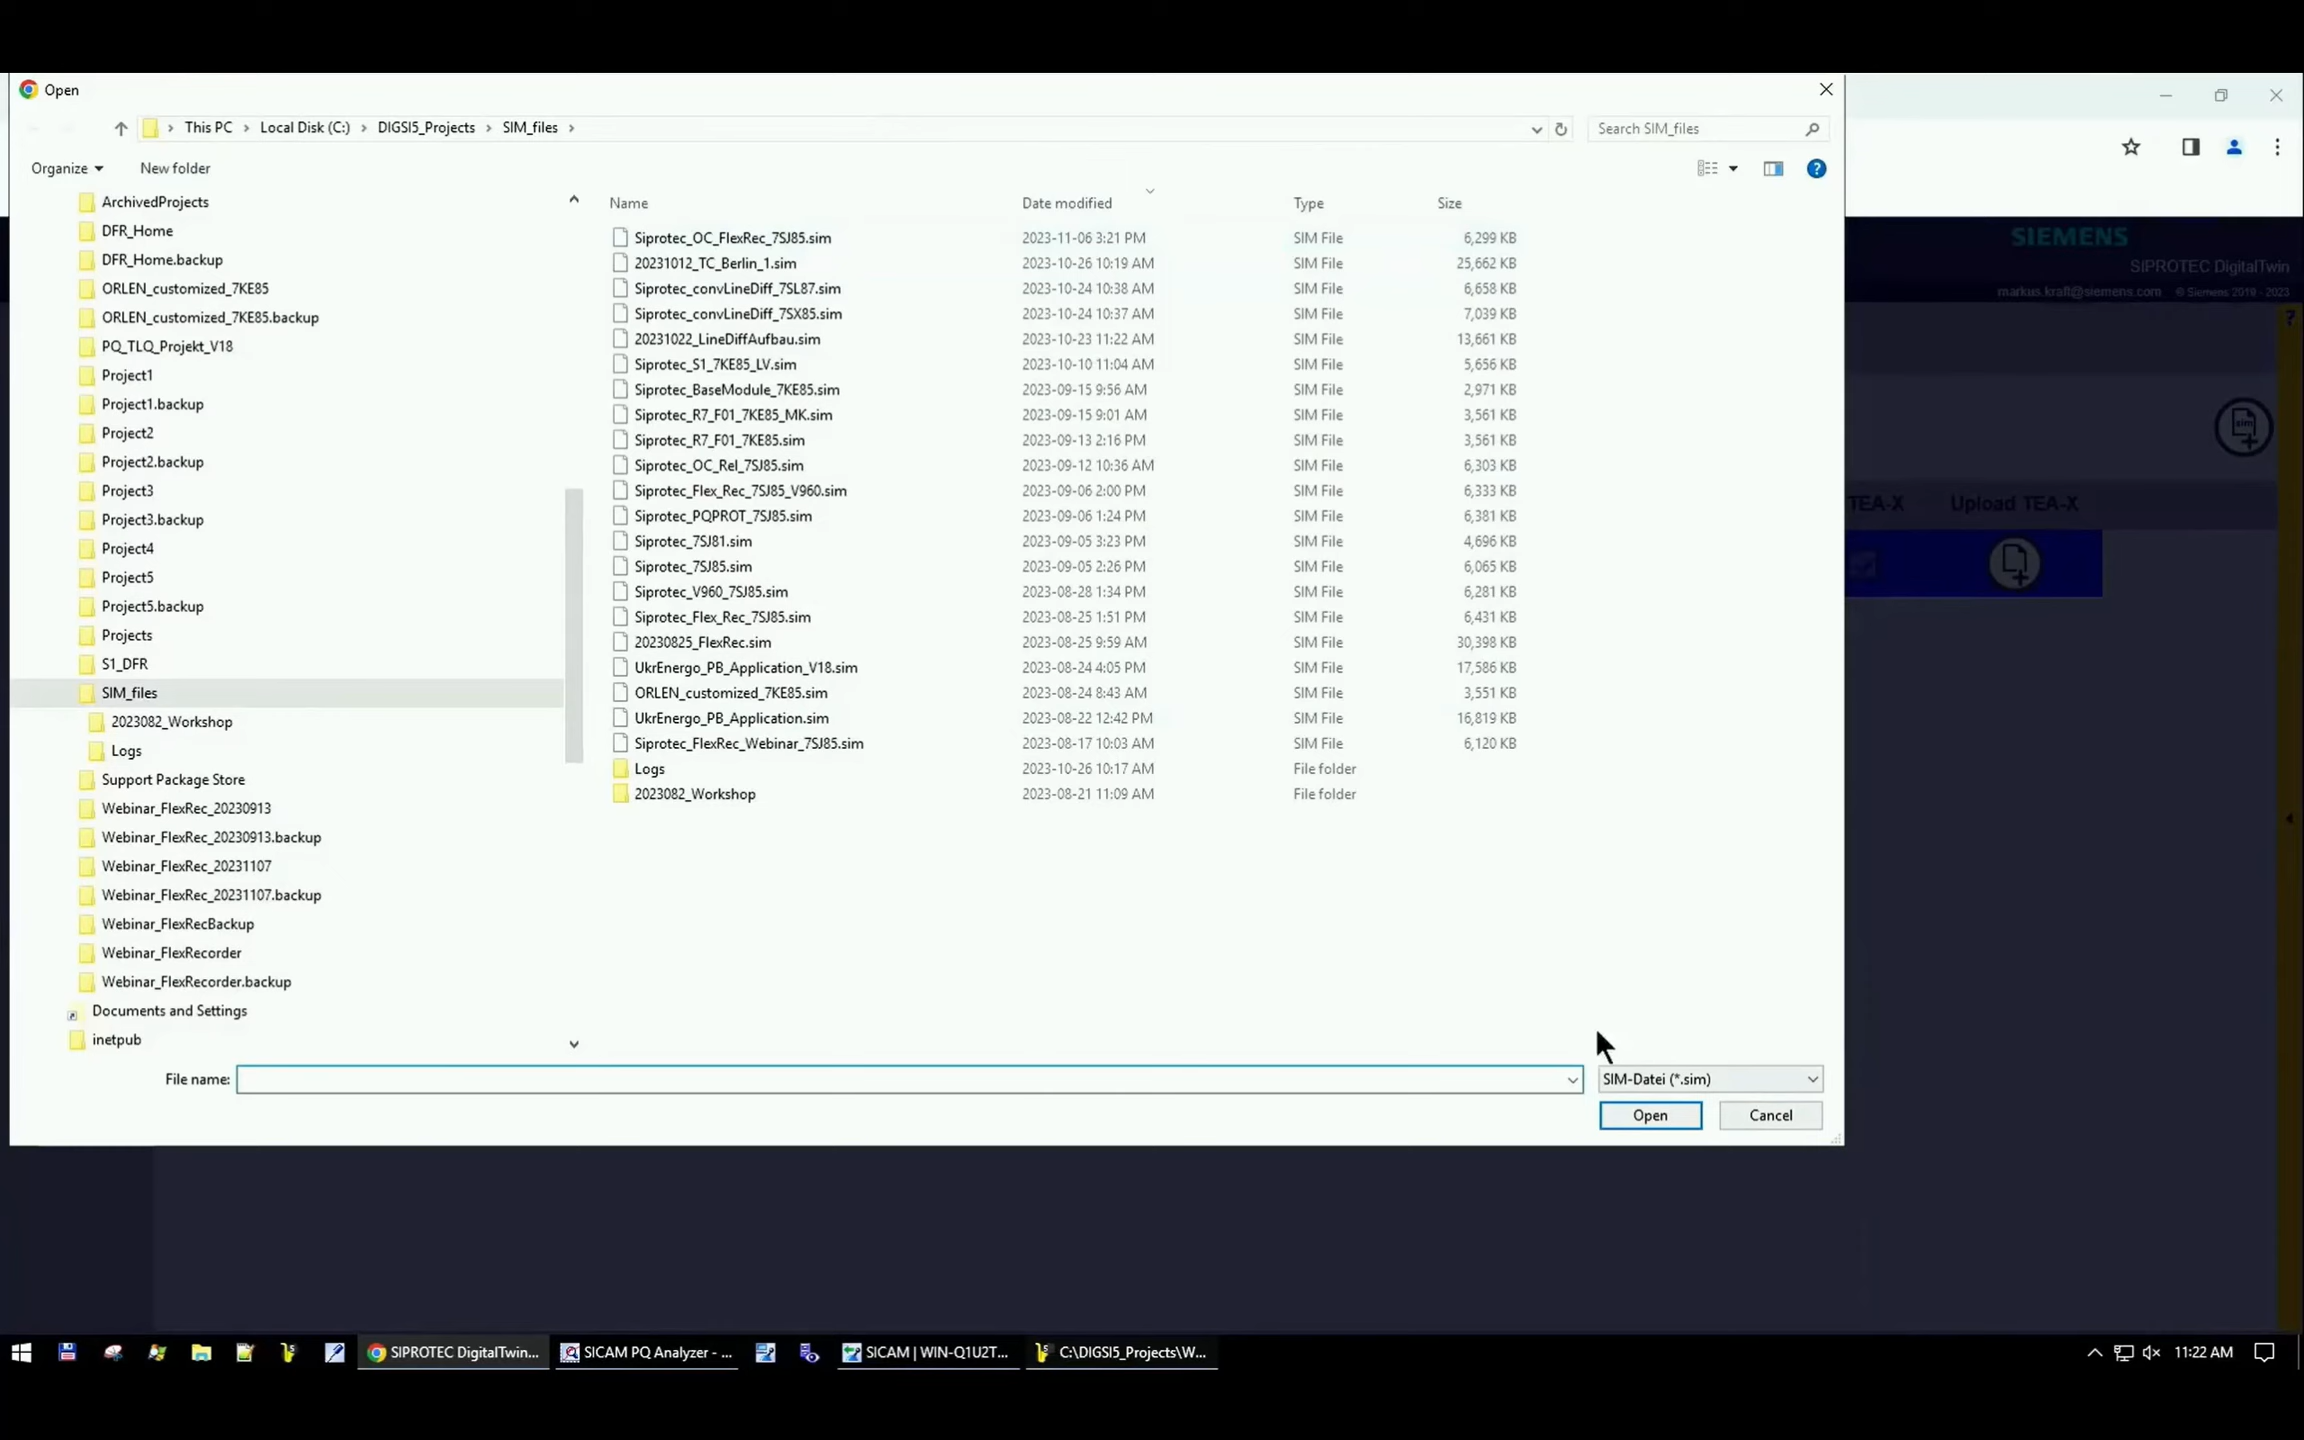 Open
This PC > Local Disk (C:) > DIGSI5_Projects > SIM_files >
Search SIM_files
Organize
New folder
ArchivedProjects
DFR_Home
DFR_Home.backup
ORLEN_customized_7KE85
ORLEN_customized_7KE85.backup
PQ_TLQ_Projekt_V18
Project1
Project1.backup
Project2
Project2.backup
Project3
Project3.backup
Project4
Project5
Project5.backup
Projects
S1_DFR
SIM_files
2023082_Workshop
Logs
Support Package Store
Webinar_FlexRec_20230913
Webinar_FlexRec_20230913.backup
Webinar_FlexRec_20231107
Webinar_FlexRec_20231107.backup
Webinar_FlexRecBackup
Webinar_FlexRecorder
Webinar_FlexRecorder.backup
Documents and Settings
inetpub
Name Date modified Type Size
Siprotec_OC_FlexRec_7SJ85.sim 2023-11-06 3:21 PM SIM File 6,299 KB
20231012_TC_Berlin_1.sim 2023-10-26 10:19 AM SIM File 25,662 KB
Siprotec_convLineDiff_7SL87.sim 2023-10-24 10:38 AM SIM File 6,658 KB
Siprotec_convLineDiff_7SX85.sim 2023-10-24 10:37 AM SIM File 7,039 KB
20231022_LineDiffAufbau.sim 2023-10-23 11:22 AM SIM File 13,661 KB
Siprotec_S1_7KE85_LV.sim 2023-10-10 11:04 AM SIM File 5,656 KB
Siprotec_BaseModule_7KE85.sim 2023-09-15 9:56 AM SIM File 2,971 KB
Siprotec_R7_F01_7KE85_MK.sim 2023-09-15 9:01 AM SIM File 3,561 KB
Siprotec_R7_F01_7KE85.sim 2023-09-13 2:16 PM SIM File 3,561 KB
Siprotec_OC_Rel_7SJ85.sim 2023-09-12 10:36 AM SIM File 6,303 KB
Siprotec_Flex_Rec_7SJ85_V960.sim 2023-09-06 2:00 PM SIM File 6,333 KB
Siprotec_PQPROT_7SJ85.sim 2023-09-06 1:24 PM SIM File 6,381 KB
Siprotec_7SJ81.sim 2023-09-05 3:23 PM SIM File 4,696 KB
Siprotec_7SJ85.sim 2023-09-05 2:26 PM SIM File 6,065 KB
Siprotec_V960_7SJ85.sim 2023-08-28 1:34 PM SIM File 6,281 KB
Siprotec_Flex_Rec_7SJ85.sim 2023-08-25 1:51 PM SIM File 6,431 KB
20230825_FlexRec.sim 2023-08-25 9:59 AM SIM File 30,398 KB
UkrEnergo_PB_Application_V18.sim 2023-08-24 4:05 PM SIM File 17,586 KB
ORLEN_customized_7KE85.sim 2023-08-24 8:43 AM SIM File 3,551 KB
UkrEnergo_PB_Application.sim 2023-08-22 12:42 PM SIM File 16,819 KB
Siprotec_FlexRec_Webinar_7SJ85.sim 2023-08-17 10:03 AM SIM File 6,120 KB
Logs 2023-10-26 10:17 AM File folder
2023082_Workshop 2023-08-21 11:09 AM File folder
File name:
SIM-Datei (*.sim)
Open
Cancel
SIEMENS
SIPROTEC DigitalTwin
markus.kraft@siemens.com © Siemens 2019 - 2023
?
sim
TEA-X Upload TEA-X
SIPROTEC DigitalTwin...
SICAM PQ Analyzer - ...
SICAM | WIN-Q1U2T...
C:\DIGSI5_Projects\W...
11:22 AM